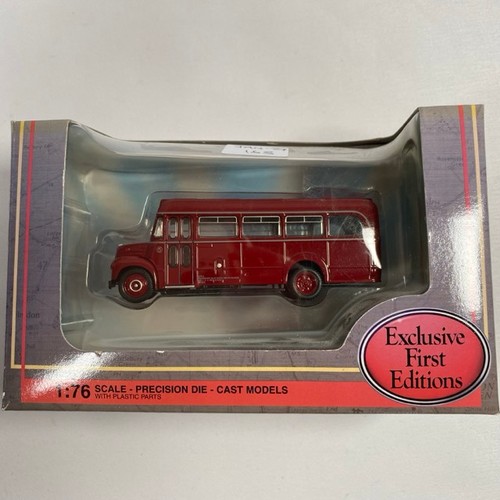 Exclusive
First
Editions
1:76 SCALE - PRECISION DIE - CAST MODELS
WITH PLASTIC PARTS